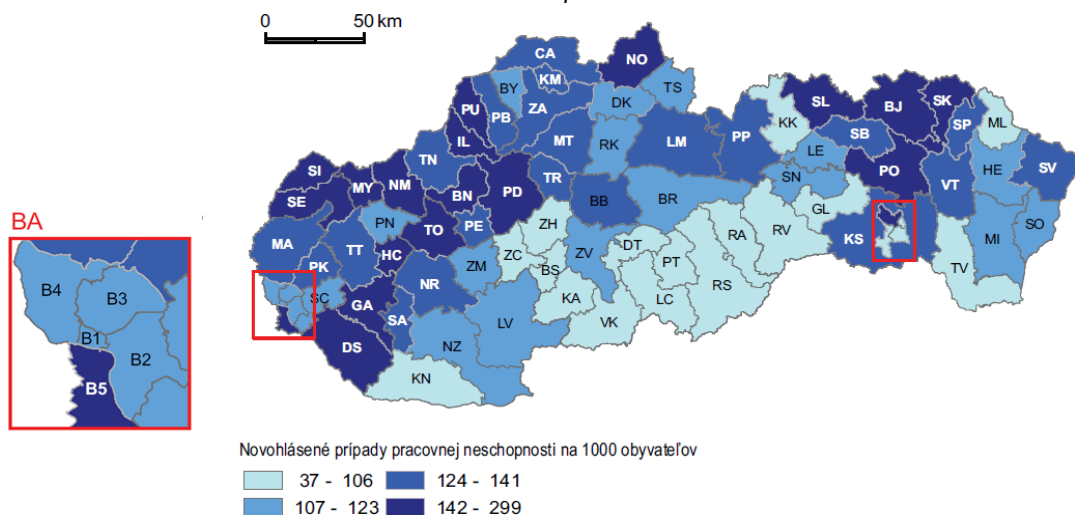 0 50 km
CA
NO
KM
BY
TS
PU
PB
ZA
DK
SL
BJ
SK
KK
SP
ML
IL
MT
RK
LM
PP
SB
TN
LE
HE
SV
SI
MY
NM
BN
PD
TR
SN
PO
VT
SE
BB
BR
PN
TO
PE
ZH
GL
SO
MA
TT
HC
ZC
ZV
DT
RA
RV
KS
MI
PK
ZM
BS
PT
TV
SC
GA
NR
KA
LC
RS
SA
LV
VK
DS
NZ
KN
BA
B4
B3
B1
B2
B5
Novohlásené prípady pracovnej neschopnosti na 1000 obyvateľov
37 - 106 124 - 141
107 - 123 142 - 299